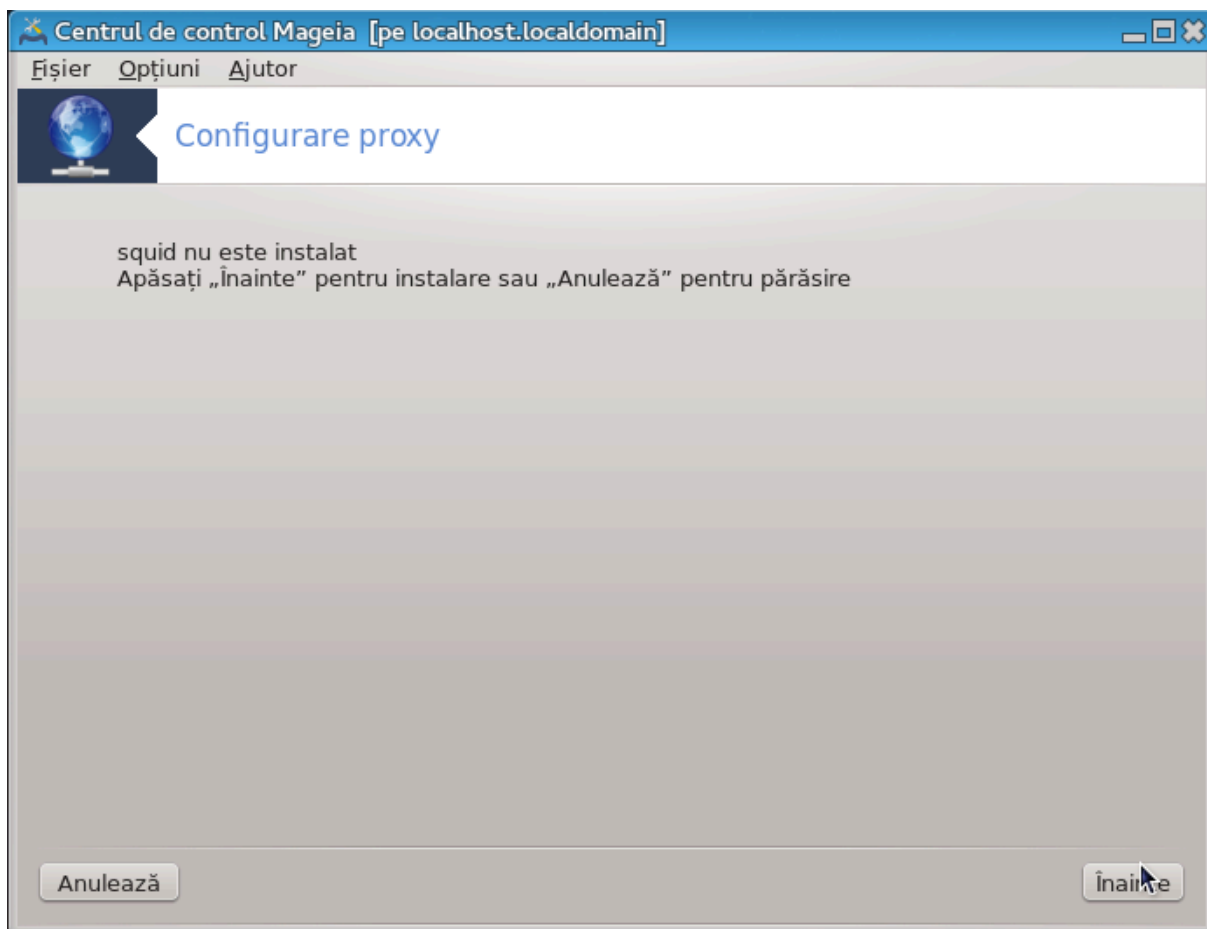 Centrul de control Mageia [pe localhost.localdomain]
Fișier Opțiuni Ajutor
Configurare proxy
squid nu este instalat
Apăsați „Înainte” pentru instalare sau „Anulează” pentru părăsire
Anulează Înainte